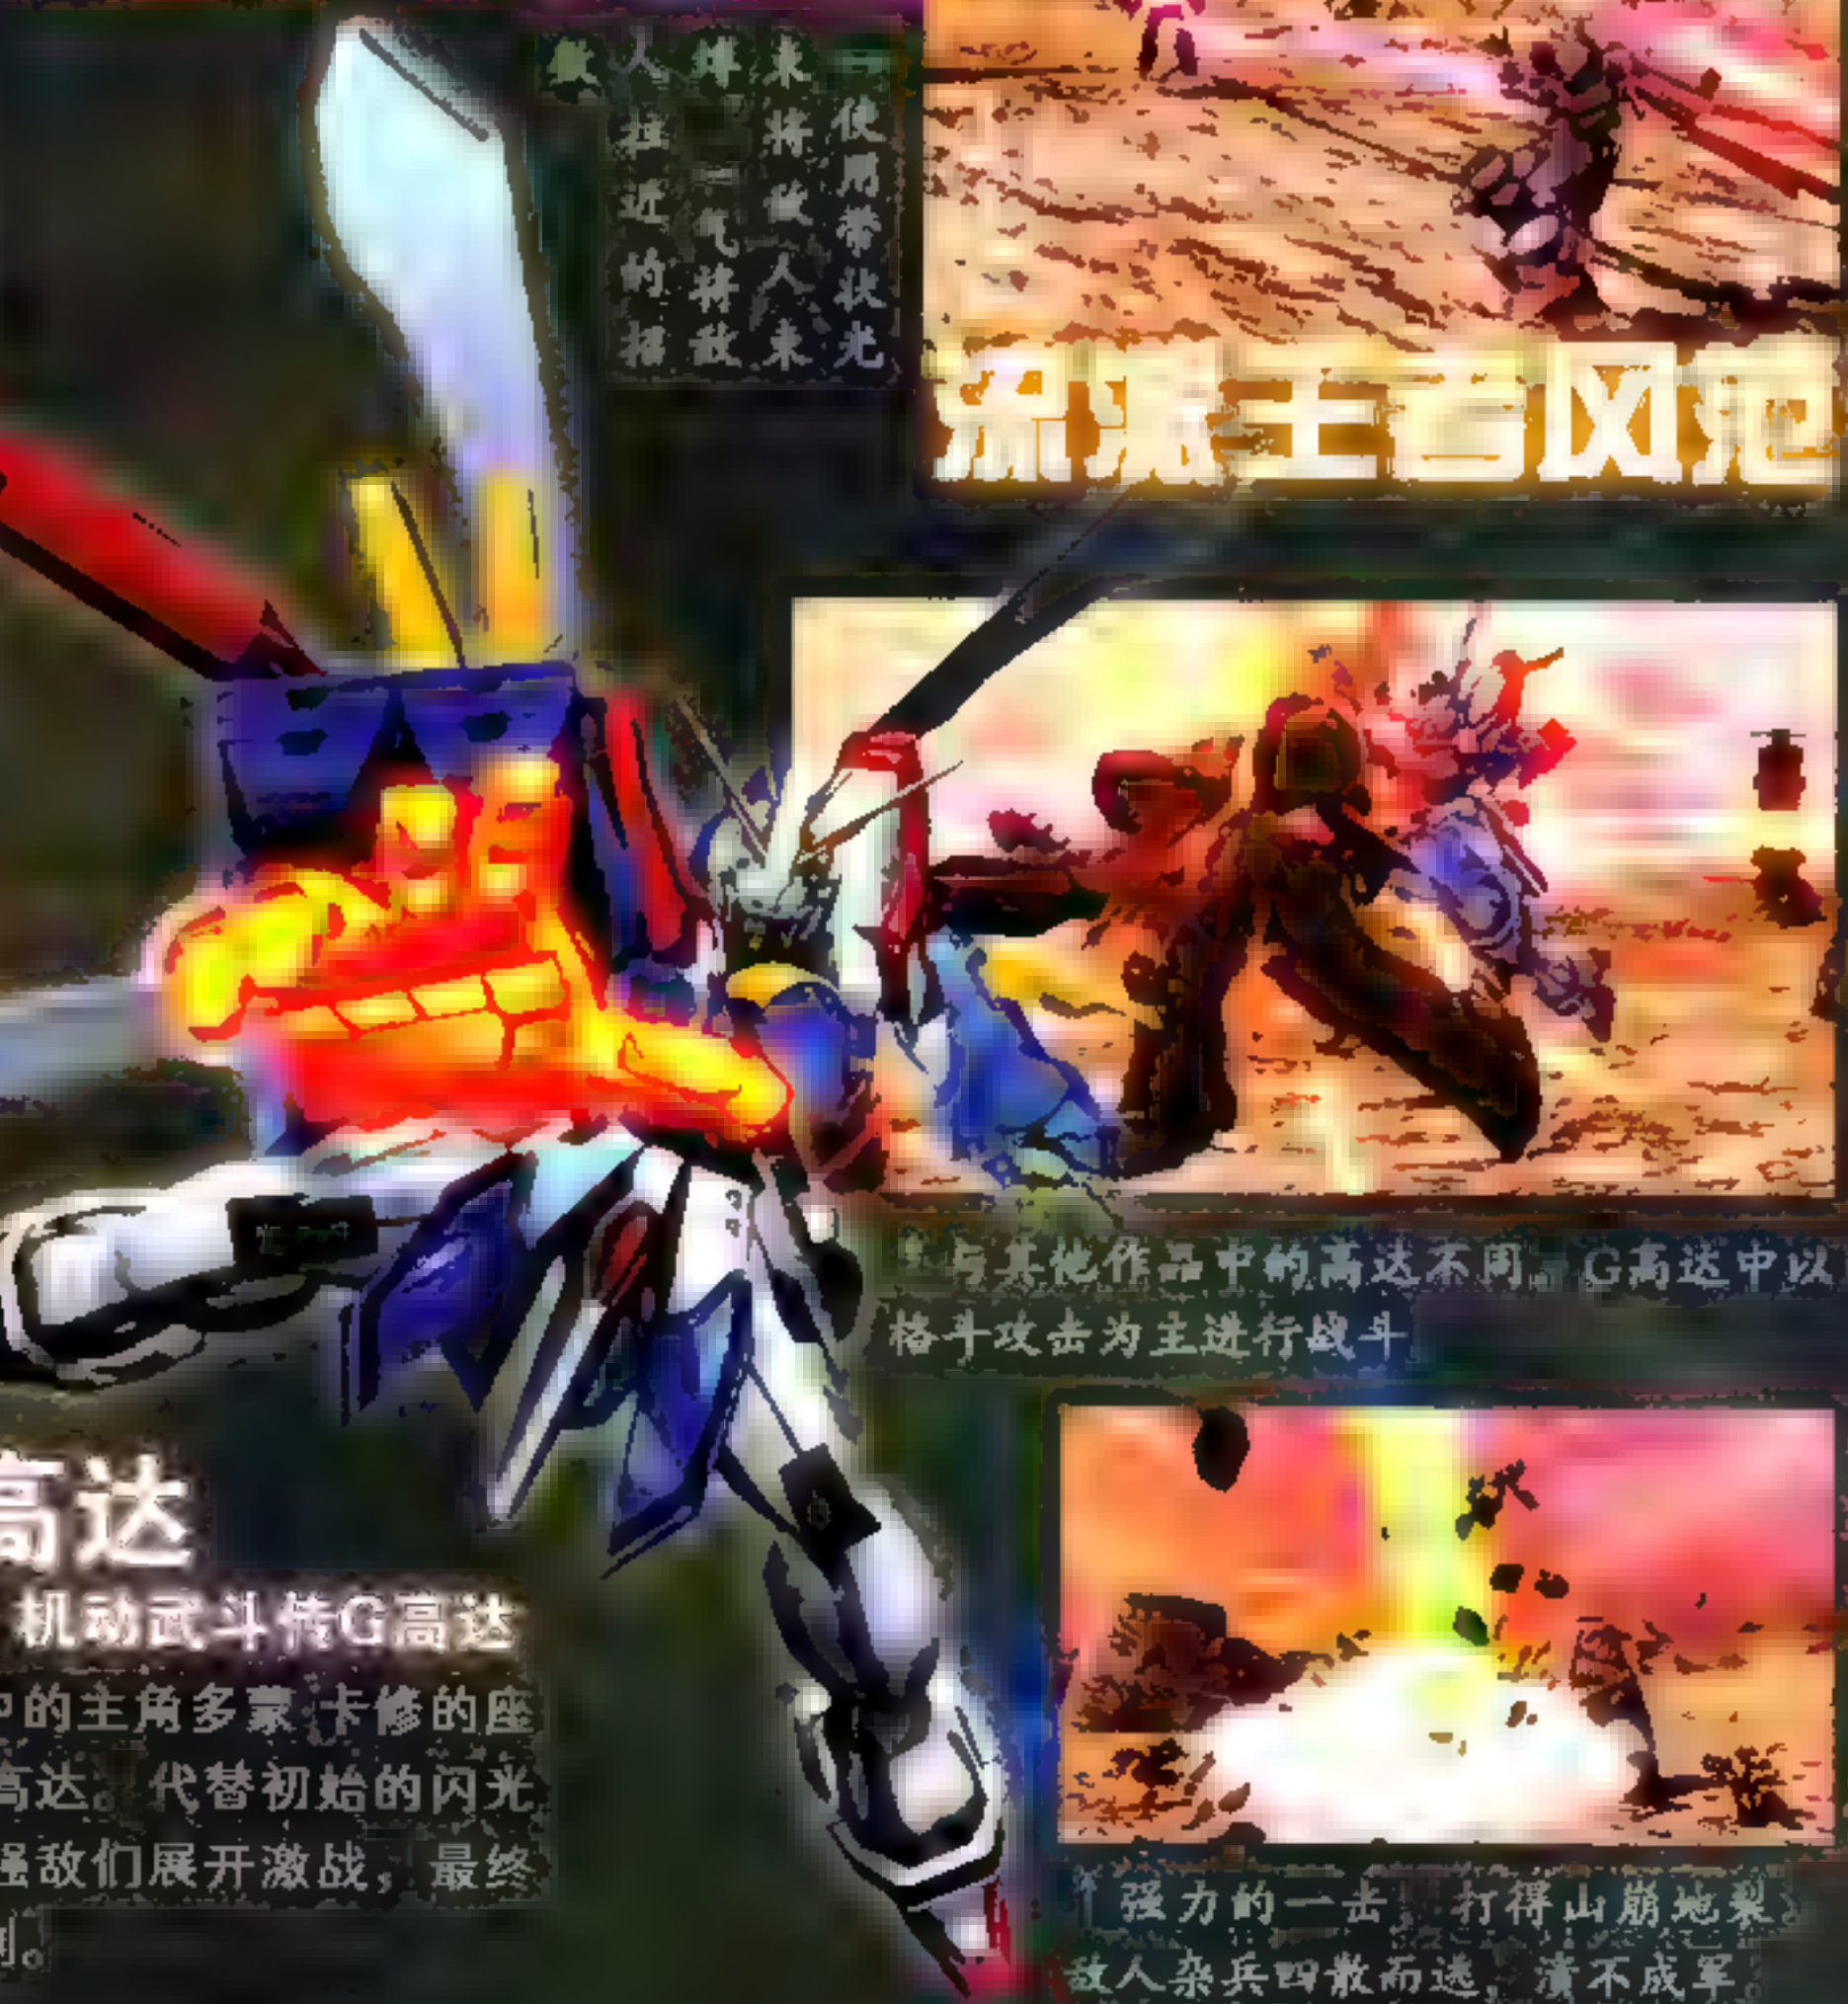 使用带状光
束将敌人束
缚,一气将敌
人拉近的招
数
流派王者风范
与其他作品中的高达不同。G高达中以
格斗攻击为主进行战斗
高达
机动武斗传G高达
中的主角多蒙·卡修的座
高达。代替初始的闪光
强敌们展开激战,最终
强力的一击,打得山崩地裂。
敌人杂兵四散而逃,溃不成军。